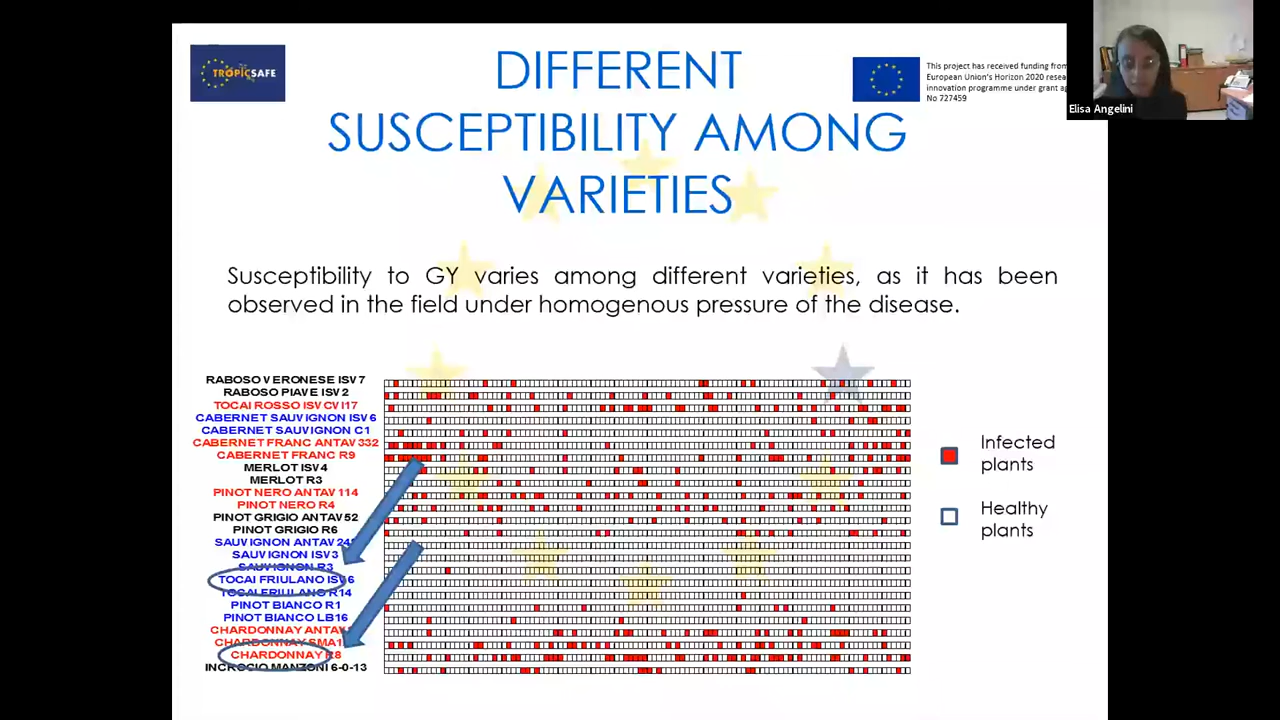 TROPICSAFE
DIFFERENT
SUSCEPTIBILITY AMONG
VARIETIES
This project has received funding from
European Union's Horizon 2020 resea
innovation programme under grant ag
No 727459
Elisa Angelini
Susceptibility to GY varies among different varieties, as it has been
observed in the field under homogenous pressure of the disease.
RABOSO VERONESE ISV 7
RABOSO PIAVE ISV 2
TOCAI ROSSO ISV CVI17
CABERNET SAUVIGNON ISV 6
CABERNET SAUVIGNON C1
CABERNET FRANC ANTAV 332
CABERNET FRANC R9
MERLOT ISV 4
MERLOT R3
PINOT NERO ANTAV 114
PINOT NERO R4
PINOT GRIGIO ANTAV 52
PINOT GRIGIO R6
SAUVIGNON ANTAV 24
SAUVIGNON ISV 3
SAUVIGNON R3
TOCAI FRIULANO ISV 6
TOCAI FRIULANO R14
PINOT BIANCO R1
PINOT BIANCO LB16
CHARDONNAY ANTAV
CHARDONNAY SMA1
CHARDONNAY R8
INCROCIO MANZONI 6-0-13
Infected
plants
Healthy
plants